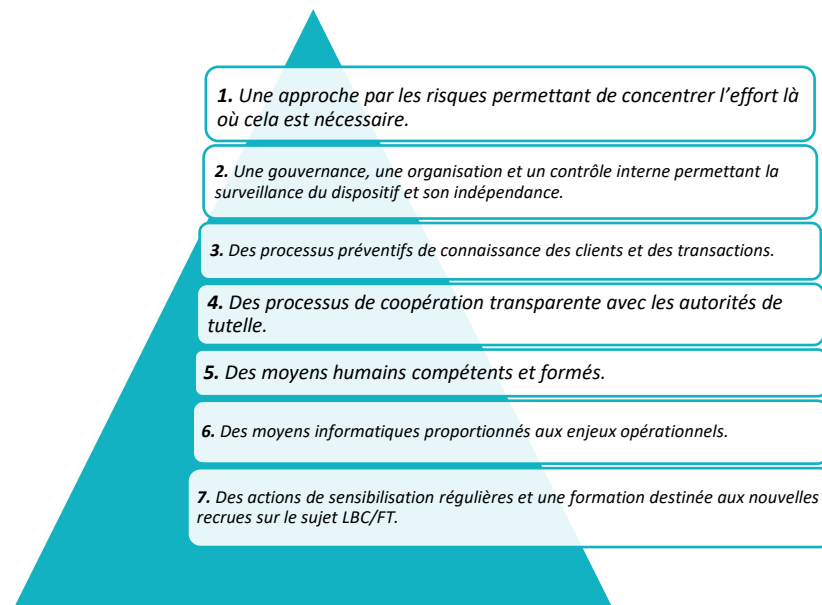 1. Une approche par les risques permettant de concentrer l’effort là
où cela est nécessaire.
2. Une gouvernance, une organisation et un contrôle interne permettant la
surveillance du dispositif et son indépendance.
3. Des processus préventifs de connaissance des clients et des transactions.
4. Des processus de coopération transparente avec les autorités de
tutelle.
5. Des moyens humains compétents et formés.
6. Des moyens informatiques proportionnés aux enjeux opérationnels.
7. Des actions de sensibilisation régulières et une formation destinée aux nouvelles
recrues sur le sujet LBC/FT.